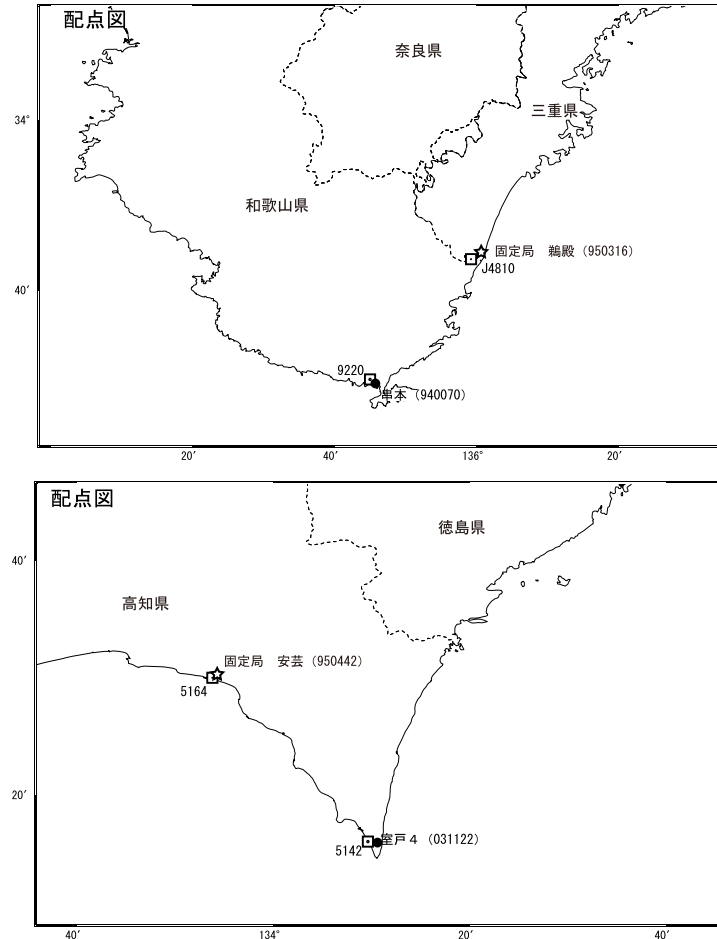 配点図
奈良県
34°
三重県
和歌山県
固定局 鵜殿（950316）
J4810
40′
9220
串本（940070）
20′ 40′ 136° 20′
配点図
徳島県
40′
高知県
固定局 安芸（950442）
5164
20′
室戸４（031122）
5142
40′ 134° 20′ 40′